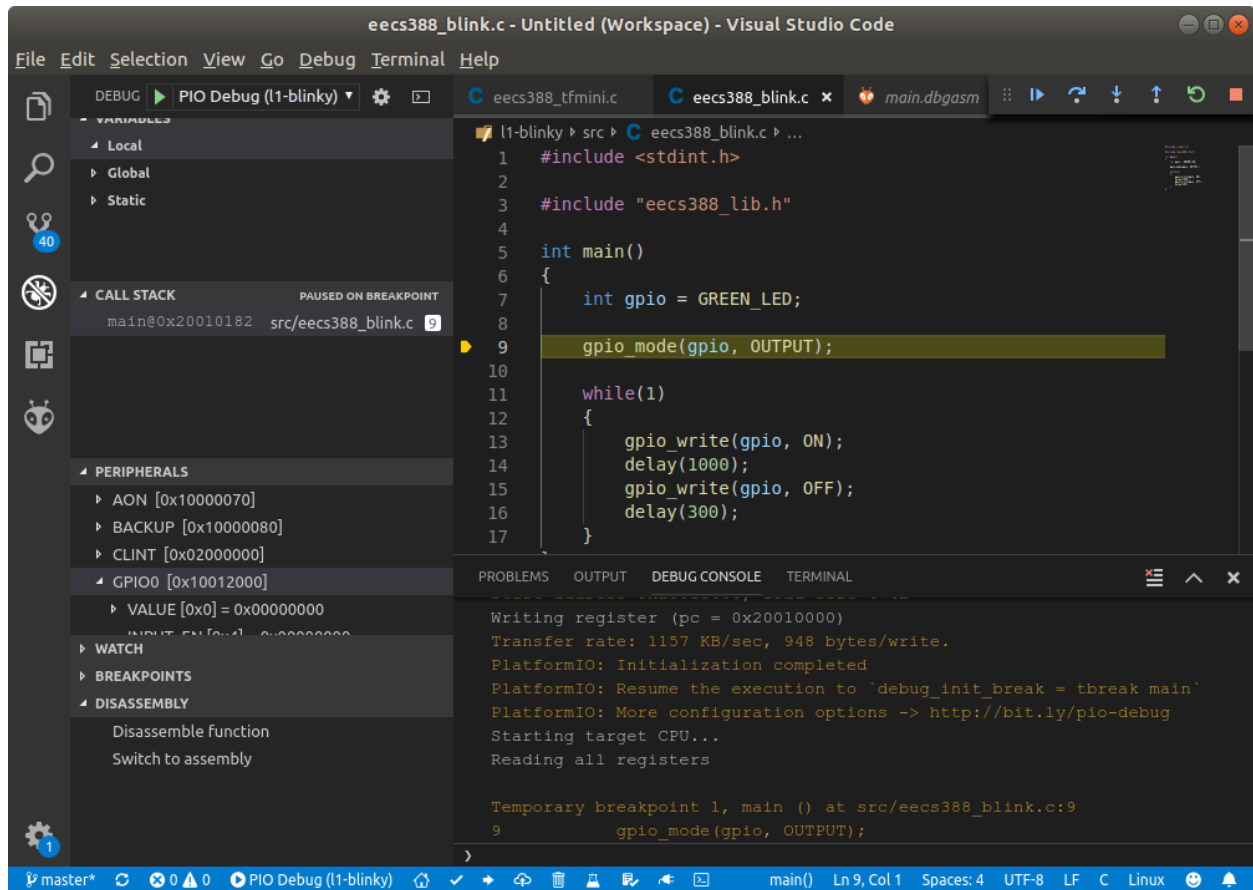 eecs388_blink.c - Untitled (Workspace) - Visual Studio Code
File Edit Selection View Go Debug Terminal Help
DEBUG PIO Debug (l1-blinky)
VARIABLES
Local
Global
Static
40
CALL STACK PAUSED ON BREAKPOINT
main@0x20010182 src/eecs388_blink.c 9
PERIPHERALS
AON [0x10000070]
BACKUP [0x10000080]
CLINT [0x02000000]
GPIO0 [0x10012000]
VALUE [0x0] = 0x00000000
WATCH
BREAKPOINTS
DISASSEMBLY
Disassemble function
Switch to assembly
1
C eecs388_tfmini.c C eecs388_blink.c × main.dbgasm
l1-blinky src C eecs388_blink.c ...
1 #include <stdint.h>
2
3 #include "eecs388_lib.h"
4
5 int main()
6 {
7 int gpio = GREEN_LED;
8
9 gpio_mode(gpio, OUTPUT);
10
11 while(1)
12 {
13 gpio_write(gpio, ON);
14 delay(1000);
15 gpio_write(gpio, OFF);
16 delay(300);
17 }
PROBLEMS OUTPUT DEBUG CONSOLE TERMINAL
Writing register (pc = 0x20010000)
Transfer rate: 1157 KB/sec, 948 bytes/write.
PlatformIO: Initialization completed
PlatformIO: Resume the execution to `debug_init_break = tbreak main`
PlatformIO: More configuration options -> http://bit.ly/pio-debug
Starting target CPU...
Reading all registers
Temporary breakpoint 1, main () at src/eecs388_blink.c:9
9 gpio_mode(gpio, OUTPUT);
❯
master* 0 0 PIO Debug (l1-blinky) main() Ln 9, Col 1 Spaces: 4 UTF-8 LF C Linux